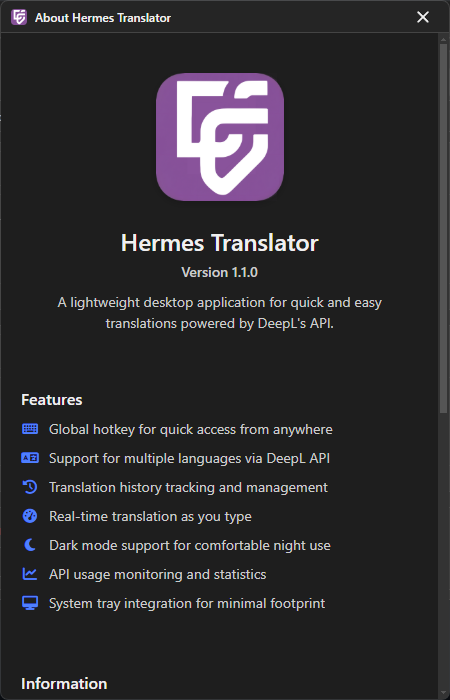 About Hermes Translator
Hermes Translator
Version 1.1.0
A lightweight desktop application for quick and easy
translations powered by DeepL's API.
Features
Global hotkey for quick access from anywhere
Support for multiple languages via DeepL API
Translation history tracking and management
Real-time translation as you type
Dark mode support for comfortable night use
API usage monitoring and statistics
System tray integration for minimal footprint
Information